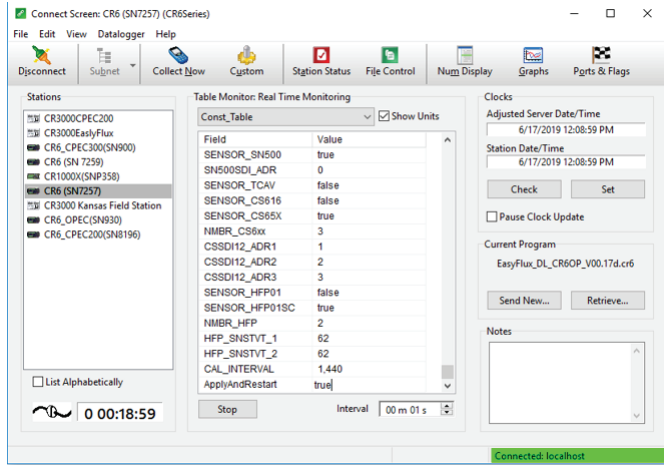 Connect Screen: CR6 (SN7257) (CR6Series)
File Edit View Datalogger Help
Disconnect Subnet Collect Now Custom Station Status File Control Num Display Graphs Ports & Flags
Stations
CR3000CPEC200
CR3000EaslyFlux
CR6_CPEC300(SN900)
CR6 (SN 7259)
CR1000X(SNP358)
CR6 (SN7257)
CR3000 Kansas Field Station
CR6_OPEC(SN930)
CR6_CPEC200(SN8196)
List Alphabetically
0 00:18:59
Table Monitor: Real Time Monitoring
Const_Table Show Units
Field Value
SENSOR_SN500 true
SN500SDI_ADR 0
SENSOR_TCAV false
SENSOR_CS616 false
SENSOR_CS65X true
NMBR_CS6xx 3
CSSDI12_ADR1 1
CSSDI12_ADR2 2
CSSDI12_ADR3 3
SENSOR_HFP01 false
SENSOR_HFP01SC true
NMBR_HFP 2
HFP_SNSTVT_1 62
HFP_SNSTVT_2 62
CAL_INTERVAL 1,440
ApplyAndRestart true
Stop Interval 00 m 01 s
Clocks
Adjusted Server Date/Time
6/17/2019 12:08:59 PM
Station Date/Time
6/17/2019 12:08:59 PM
Check Set
Pause Clock Update
Current Program
EasyFlux_DL_CR6OP_V00.17d.cr6
Send New... Retrieve...
Notes
Connected: localhost